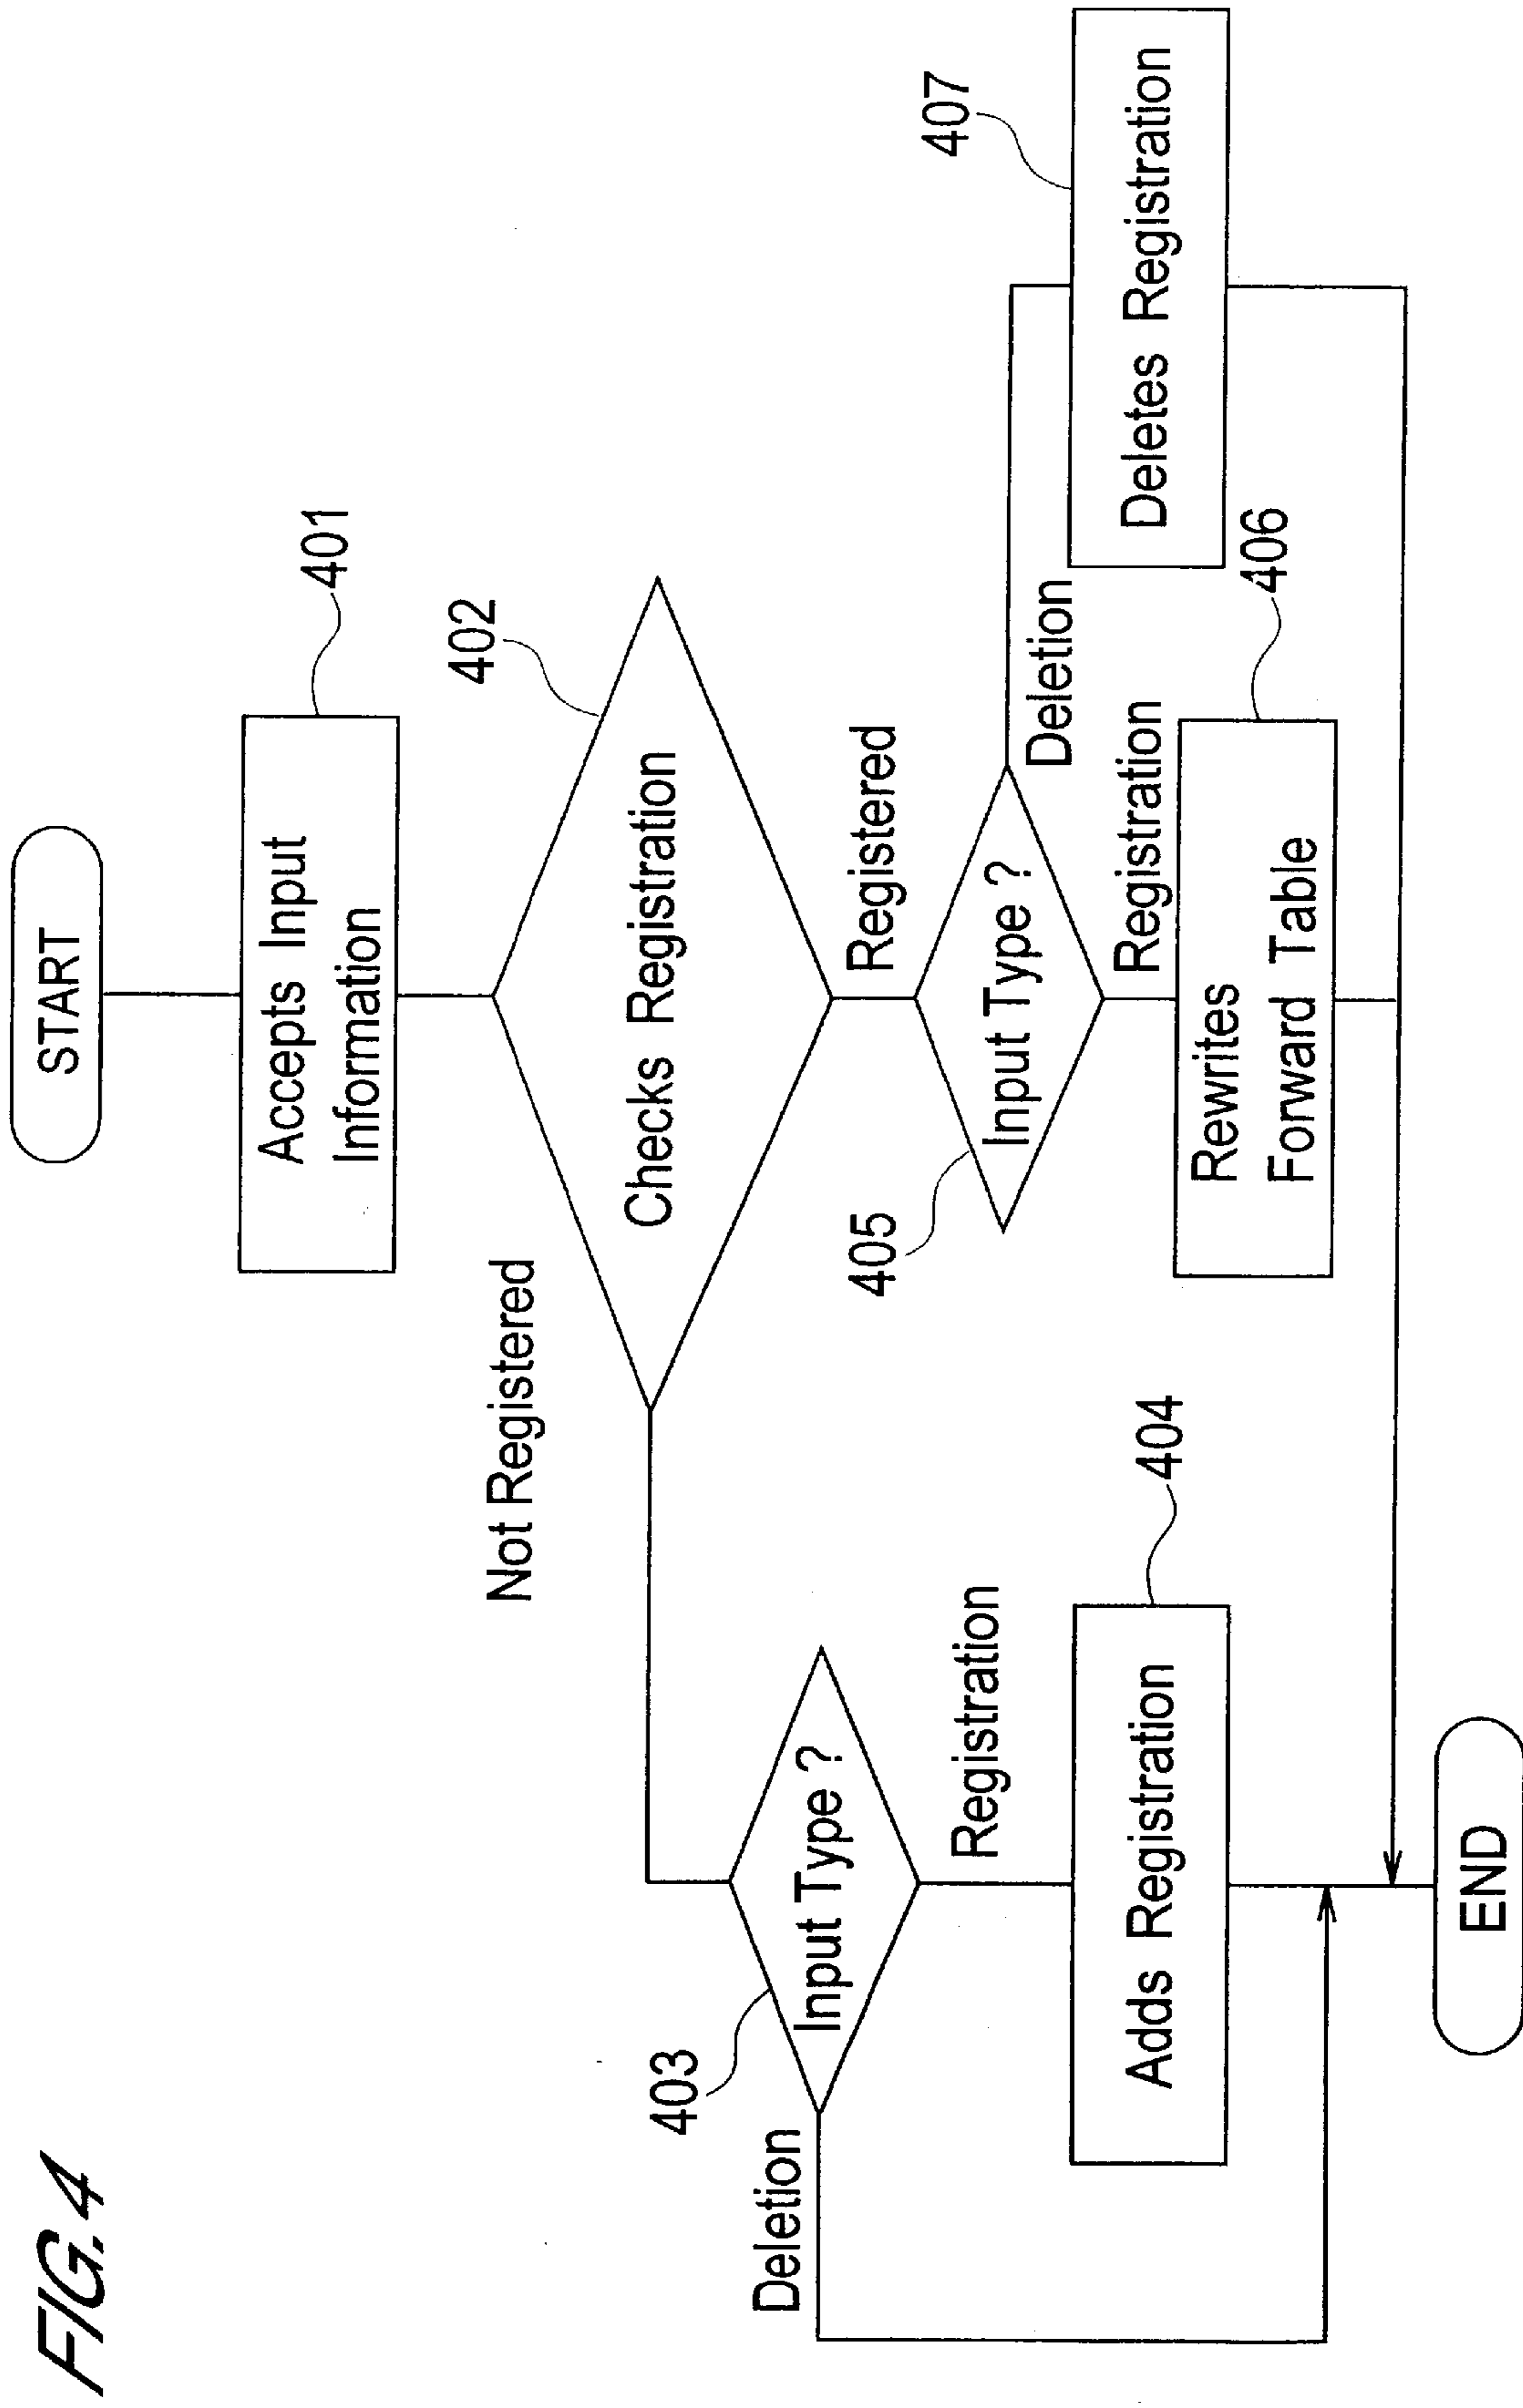 FIG. 4
START
Accepts Input
Information
401
402
Checks Registration
Not Registered
Registered
403
Input Type ?
Deletion
Registration
Adds Registration
404
405
Input Type ?
Deletion
Registration
Rewrites
Forward Table
406
407
Deletes Registration
END